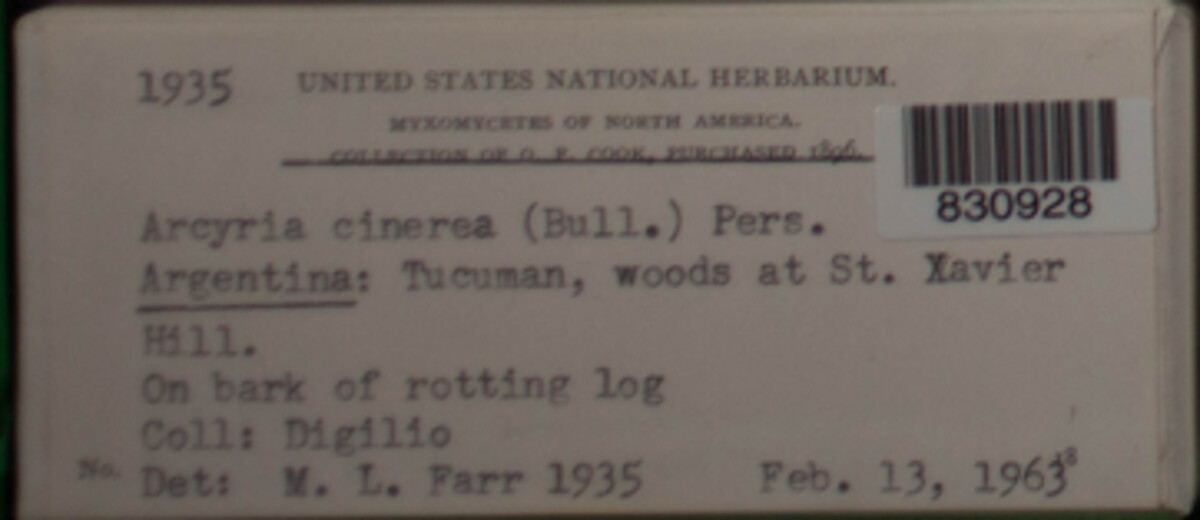 1935 UNITED STATES NATIONAL HERBARIUM.
MYXOMYCETES OF NORTH AMERICA.
COLLECTION OF O. F. COOK, PURCHASED 1896.
830928
Arcyria cinerea (Bull.) Pers.
Argentina: Tucuman, woods at St. Xavier
Hill.
On bark of rotting log
Coll: Digilio
No. Det: M. L. Farr 1935 Feb. 13, 1963